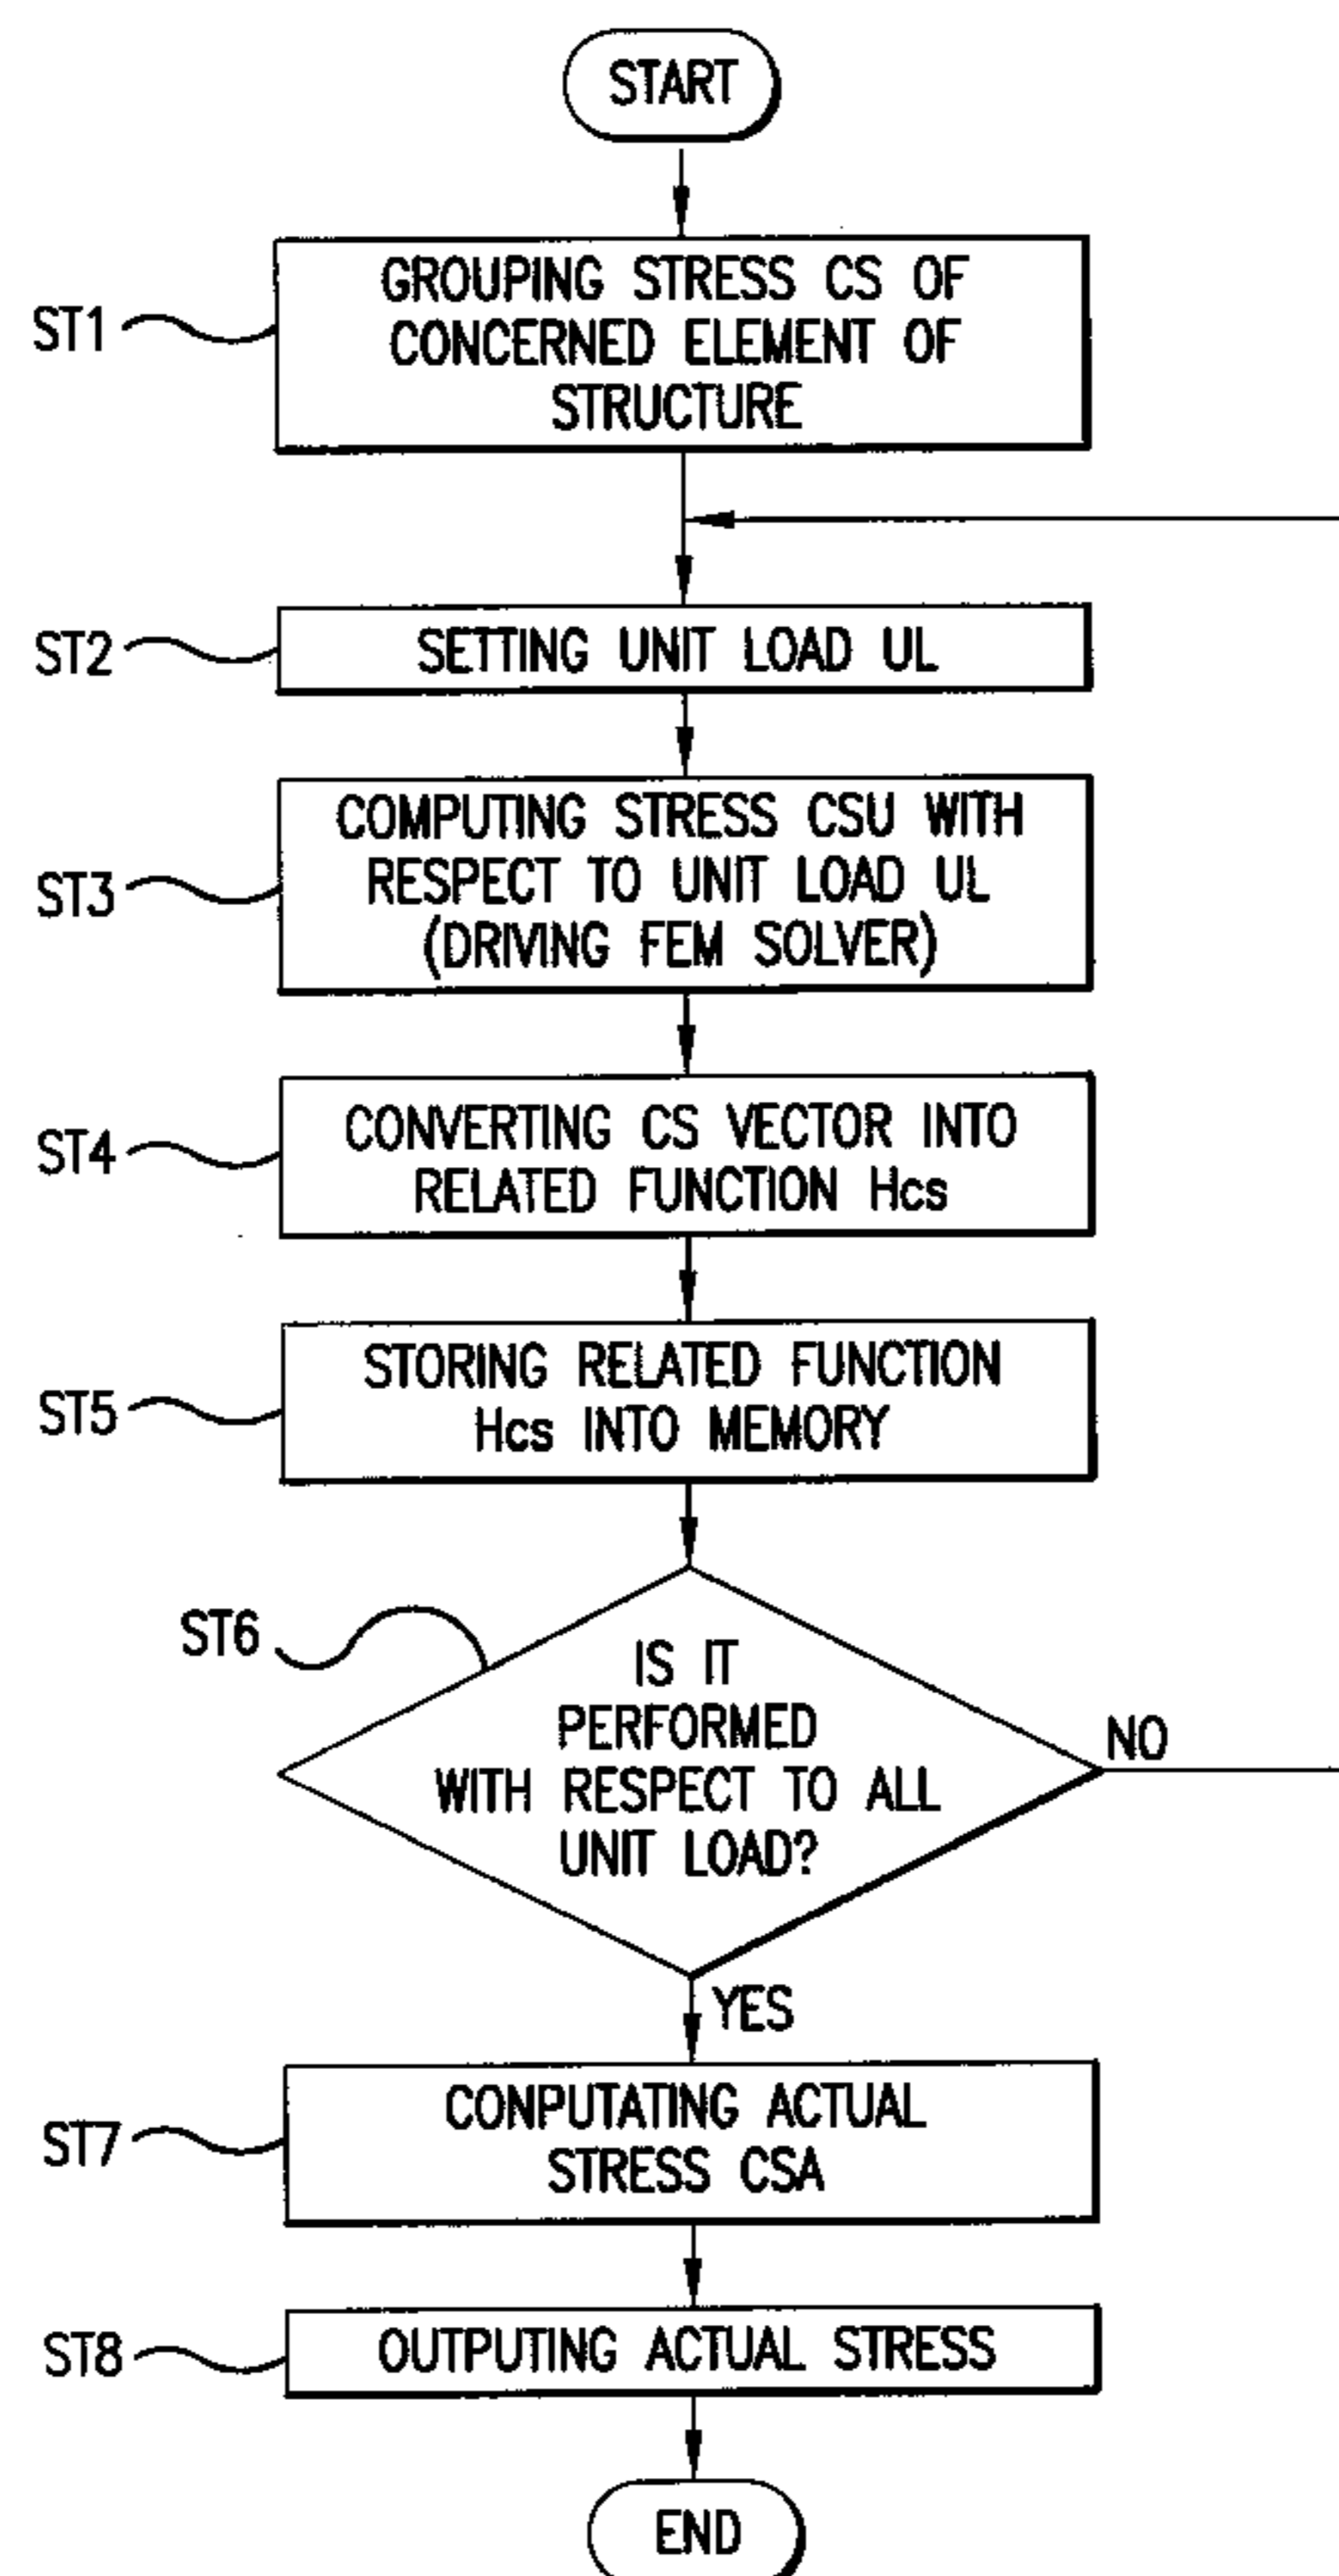 START
ST1
GROUPING STRESS CS OF
CONCERNED ELEMENT OF
STRUCTURE
ST2
SETTING UNIT LOAD UL
ST3
COMPUTING STRESS CSU WITH
RESPECT TO UNIT LOAD UL
(DRIVING FEM SOLVER)
ST4
CONVERTING CS VECTOR INTO
RELATED FUNCTION Hcs
ST5
STORING RELATED FUNCTION
Hcs INTO MEMORY
ST6
IS IT
PERFORMED
WITH RESPECT TO ALL
UNIT LOAD?
NO
YES
ST7
CONPUTATING ACTUAL
STRESS CSA
ST8
OUTPUTING ACTUAL STRESS
END